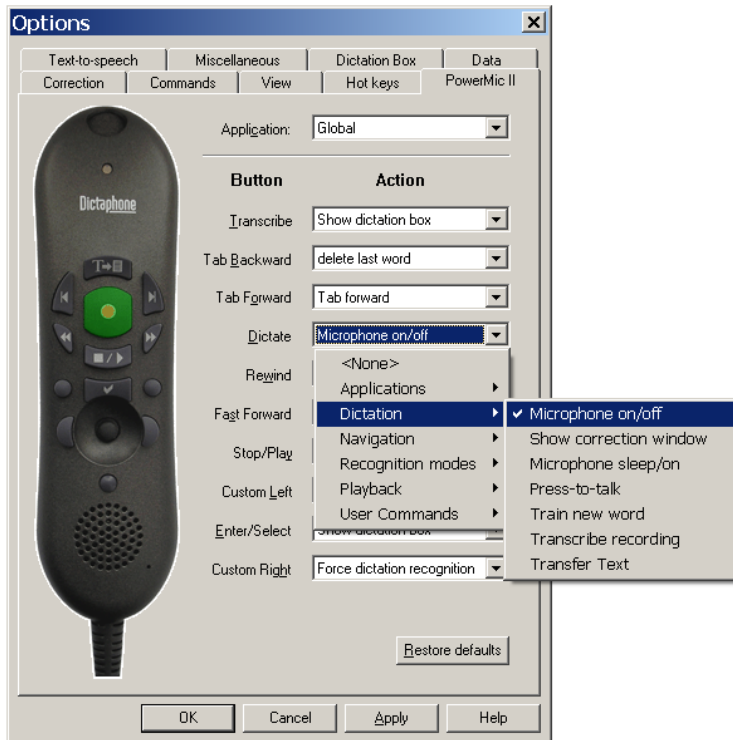 Options
Text-to-speech Miscellaneous Dictation Box Data
Correction Commands View Hot keys PowerMic II
Application: Global
Button Action
Dictaphone
Transcribe Show dictation box
Tab Backward delete last word
T
Tab Forward Tab forward
Dictate Microphone on/off
<None>
Rewind
Applications
Fast Forward Dictation Microphone on/off
Navigation Show correction window
Stop/Play Recognition modes Microphone sleep/on
Custom Left Playback Press-to-talk
User Commands Train new word
Enter/Select Show dictation box
Transcribe recording
Custom Right Force dictation recognition Transfer Text
Restore defaults
OK Cancel Apply Help